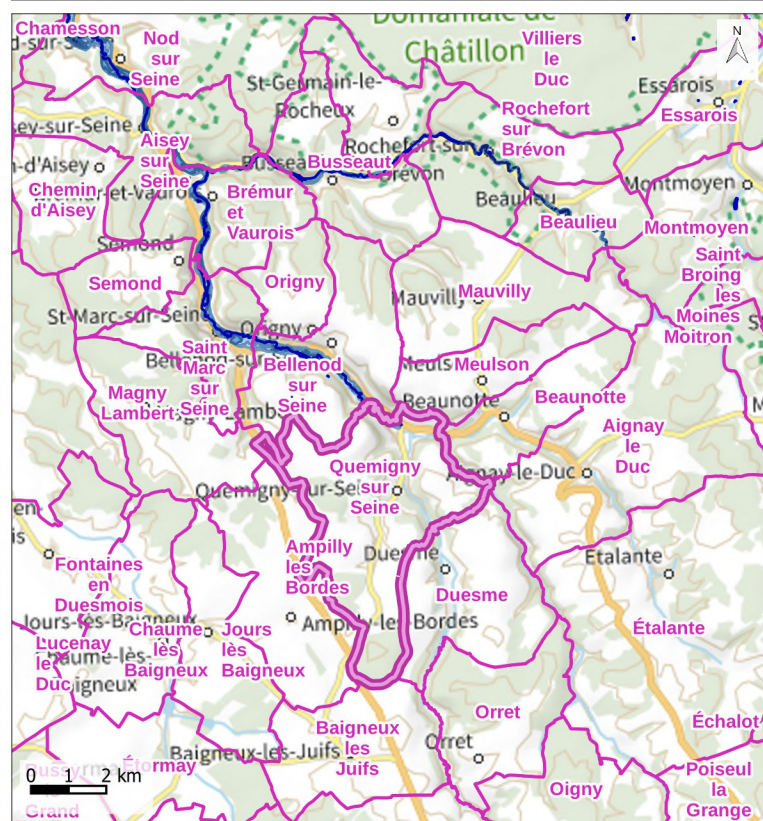 Chamesson
Domaniale de
Châtillon
Nod
sur
Seine
Villiers
le
Duc
N
St-Germain-le-
Rocheux
Essarois
Essarois
Rochefort
sur
Brévon
Aisey
sur
Seine
Busseaut
Chemin
d'Aisey
Brémur
et
Vaurois
Beaulieu
Beaulieu
Montmoyen
Montmoyen
Semond
Semond
Origny
Saint
Broing
les
Moines
Moitron
Mauvilly
Mauvilly
St-Marc-sur-Seine
Origny
Saint
Marc
sur
Seine
Bellenod
sur
Seine
Meulson
Magny
Lambert
Beaunotte
Beaunotte
Aignay
le
Duc
Aignay-le-Duc
Quemigny
sur
Seine
Quemigny-sur-Seine
Ampilly
les
Bordes
Duesme
Duesme
Etalante
Étalante
Fontaines
en
Duesmois
Jours-lès-Baigneux
Ampilly-les-Bordes
Lucenay
le
Duc
Chaume
lès
Baigneux
Jours
lès
Baigneux
Orret
Orret
Échalot
Baigneux
les
Juifs
Baigneux-les-Juifs
Étormay
Oigny
Poiseul
la
Grange
0 1 2 km
Grand